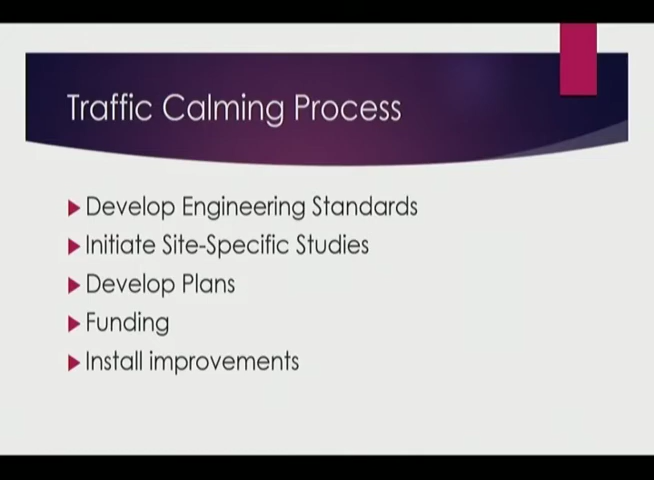 Traffic Calming Process
Develop Engineering Standards
Initiate Site-Specific Studies
Develop Plans
Funding
Install improvements